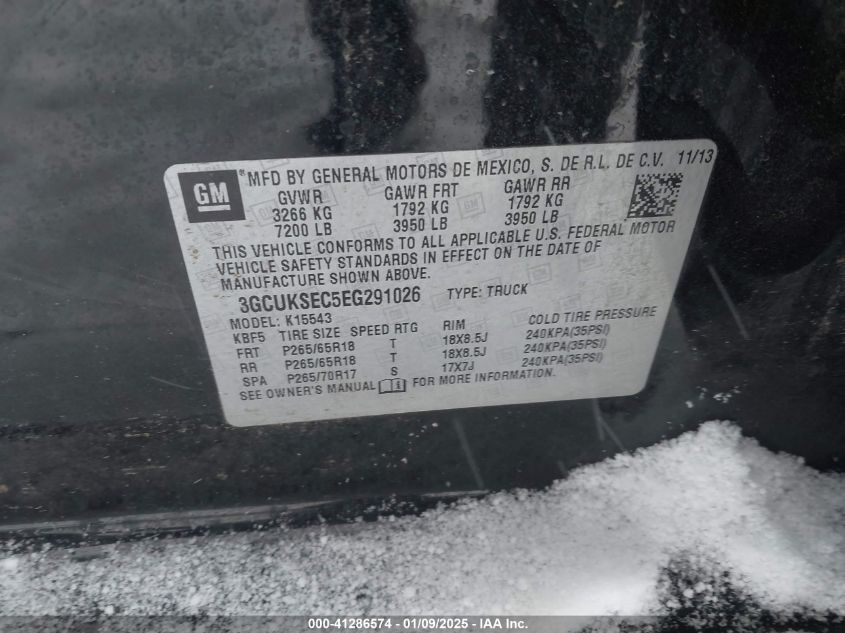 GM
MFD BY GENERAL MOTORS DE MEXICO, S. DE R.L. DE C.V. 11/13
GVWR GAWR FRT GAWR RR
3266 KG 1792 KG 1792 KG
7200 LB 3950 LB 3950 LB
THIS VEHICLE CONFORMS TO ALL APPLICABLE U.S. FEDERAL MOTOR
VEHICLE SAFETY STANDARDS IN EFFECT ON THE DATE OF
MANUFACTURE SHOWN ABOVE.
3GCUKSEC5EG291026 TYPE: TRUCK
MODEL: K15543
KBF5 TIRE SIZE SPEED RTG RIM COLD TIRE PRESSURE
FRT P265/65R18 T 18X8.5J 240KPA(35PSI)
RR P265/65R18 T 18X8.5J 240KPA(35PSI)
SPA P265/70R17 S 17X7J 240KPA(35PSI)
SEE OWNER'S MANUAL FOR MORE INFORMATION.
000-41286574 - 01/09/2025 - IAA Inc.